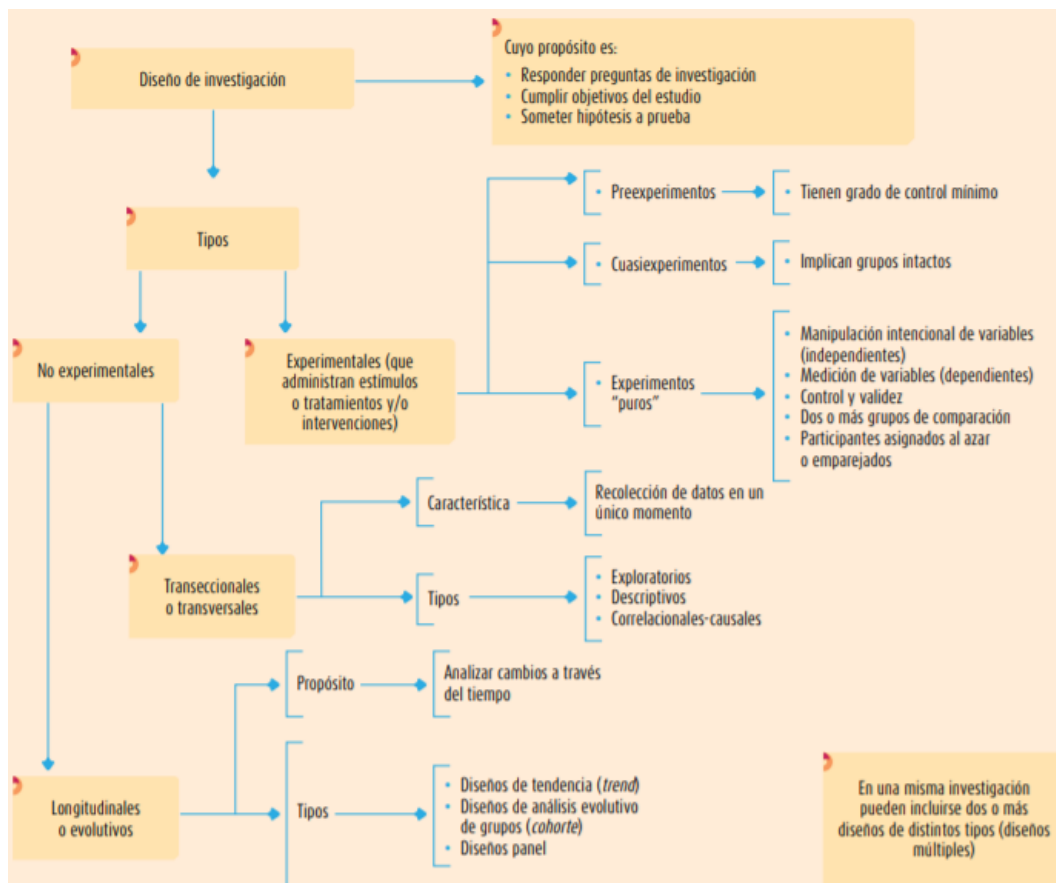 Diseño de investigación
Cuyo propósito es:
• Responder preguntas de investigación
• Cumplir objetivos del estudio
• Someter hipótesis a prueba
Tipos
• Preexperimentos
• Tienen grado de control mínimo
• Cuasiexperimentos
• Implican grupos intactos
No experimentales
Experimentales (que
administran estímulos
o tratamientos y/o
intervenciones)
• Experimentos
“puros”
• Manipulación intencional de variables
(independientes)
• Medición de variables (dependientes)
• Control y validez
• Dos o más grupos de comparación
• Participantes asignados al azar
o emparejados
Transeccionales
o transversales
Característica
Recolección de datos en un
único momento
Tipos
• Exploratorios
• Descriptivos
• Correlacionales-causales
Longitudinales
o evolutivos
Propósito
Analizar cambios a través
del tiempo
Tipos
• Diseños de tendencia (trend)
• Diseños de análisis evolutivo
de grupos (cohorte)
• Diseños panel
En una misma investigación
pueden incluirse dos o más
diseños de distintos tipos (diseños
múltiples)